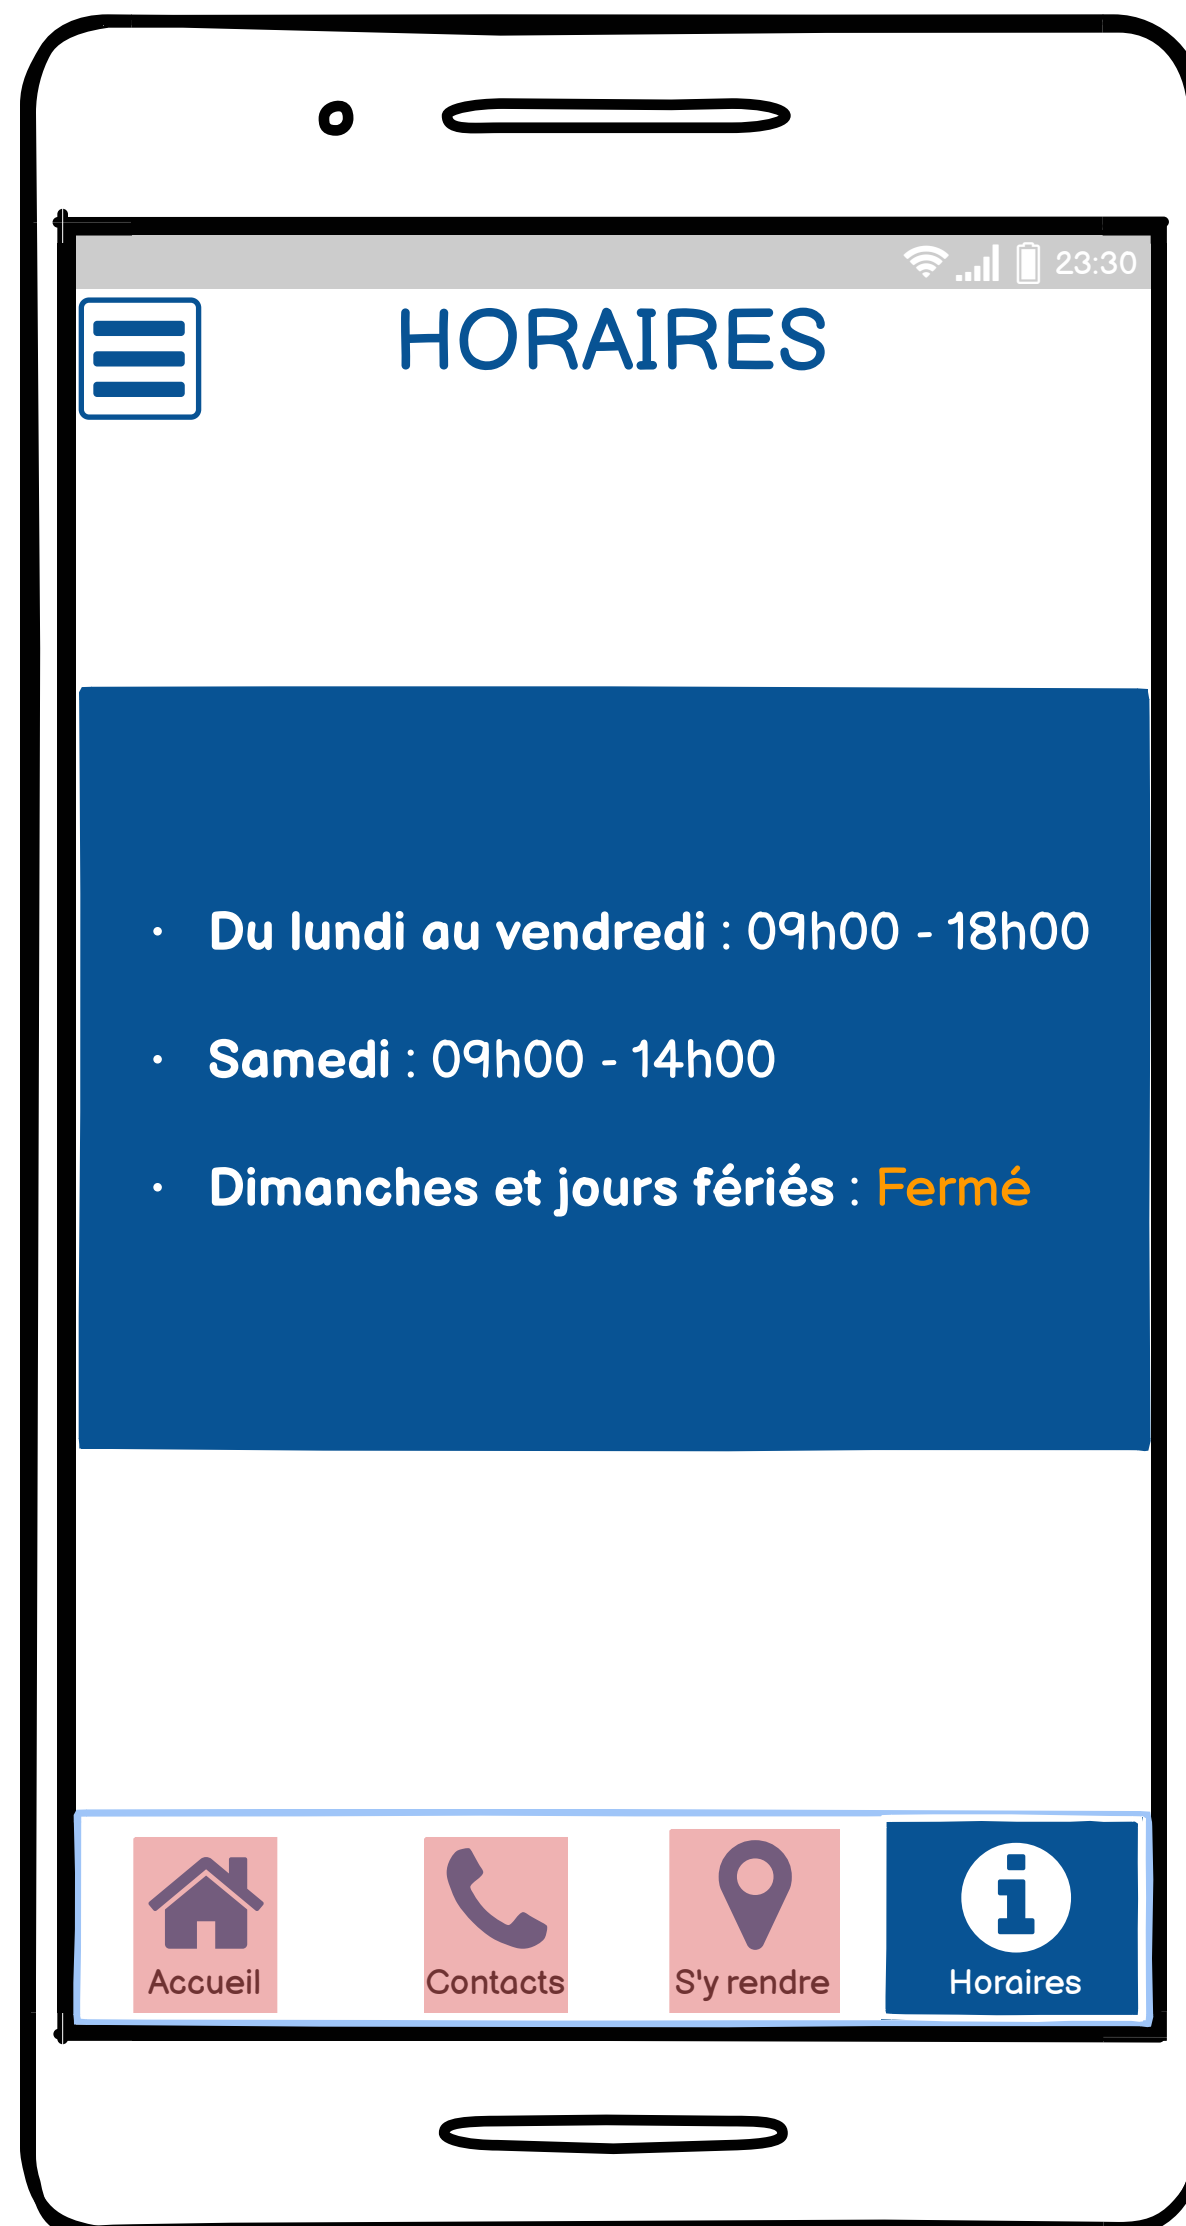 23:30
HORAIRES
· Du lundi au vendredi : 09h00 - 18h00
· Samedi : 09h00 - 14h00
· Dimanches et jours fériés : Fermé
Accueil Contacts S'y rendre Horaires